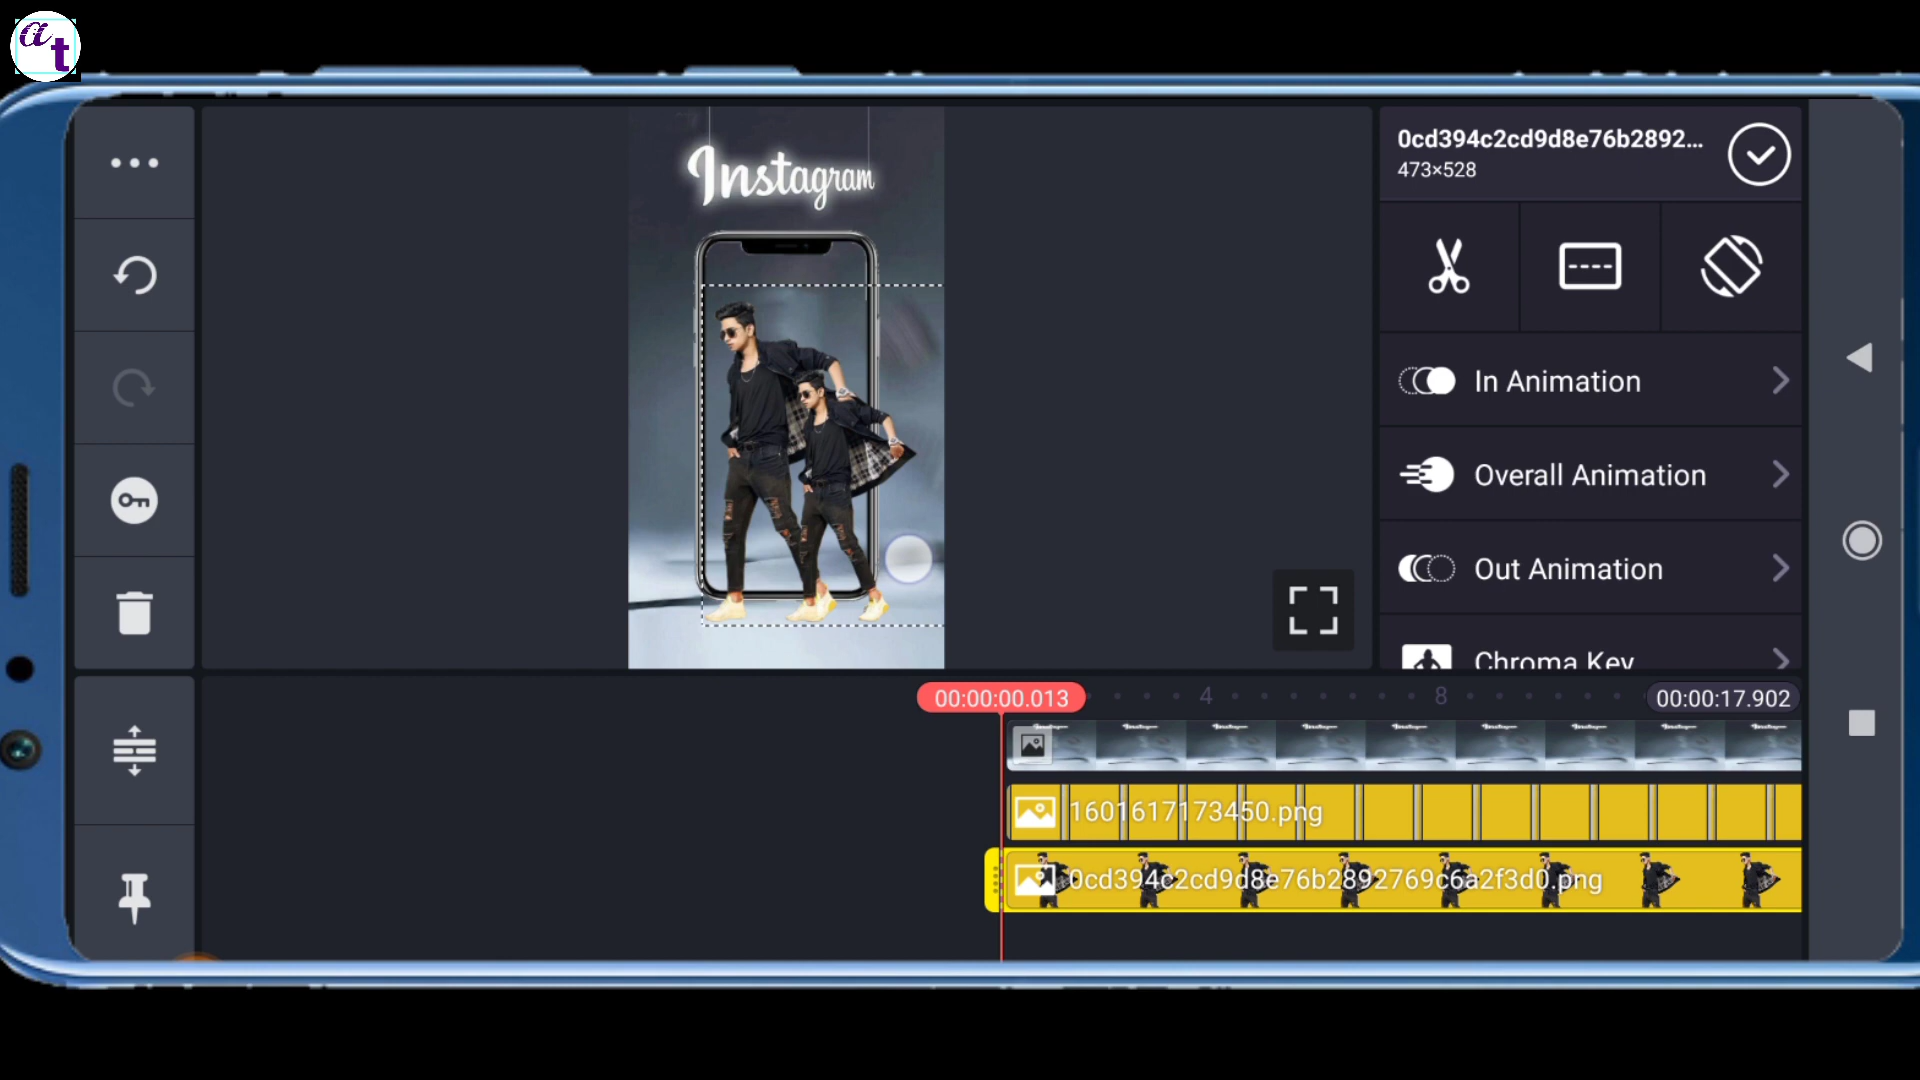 at
Instagram
0cd394c2cd9d8e76b2892...
473×528
In Animation
Overall Animation
Out Animation
Chroma Key
00:00:00.013
4
8
00:00:17.902
1601617173450.png
0cd394c2cd9d8e76b2892769c6a2f3d0.png